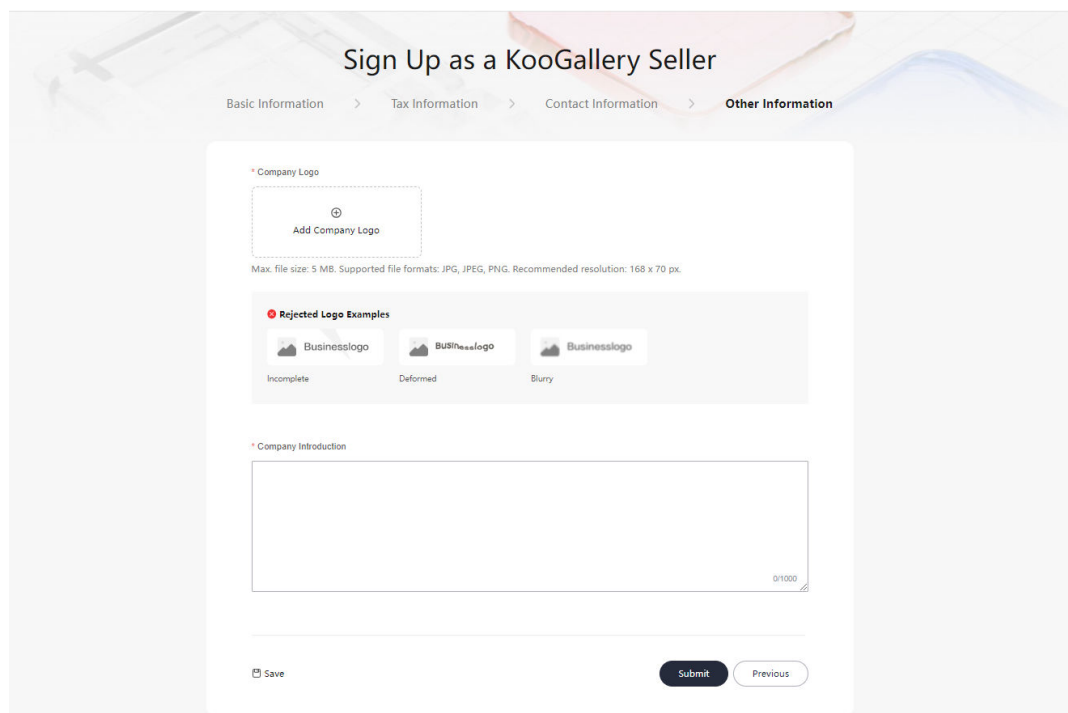 Sign Up as a KooGallery Seller
Basic Information > Tax Information > Contact Information > Other Information
* Company Logo
Add Company Logo
Max. file size: 5 MB. Supported file formats: JPG, JPEG, PNG. Recommended resolution: 168 x 70 px.
Rejected Logo Examples
Businesslogo Businesslogo Businesslogo
Incomplete Deformed Blurry
* Company Introduction
0/1000
Save Submit Previous